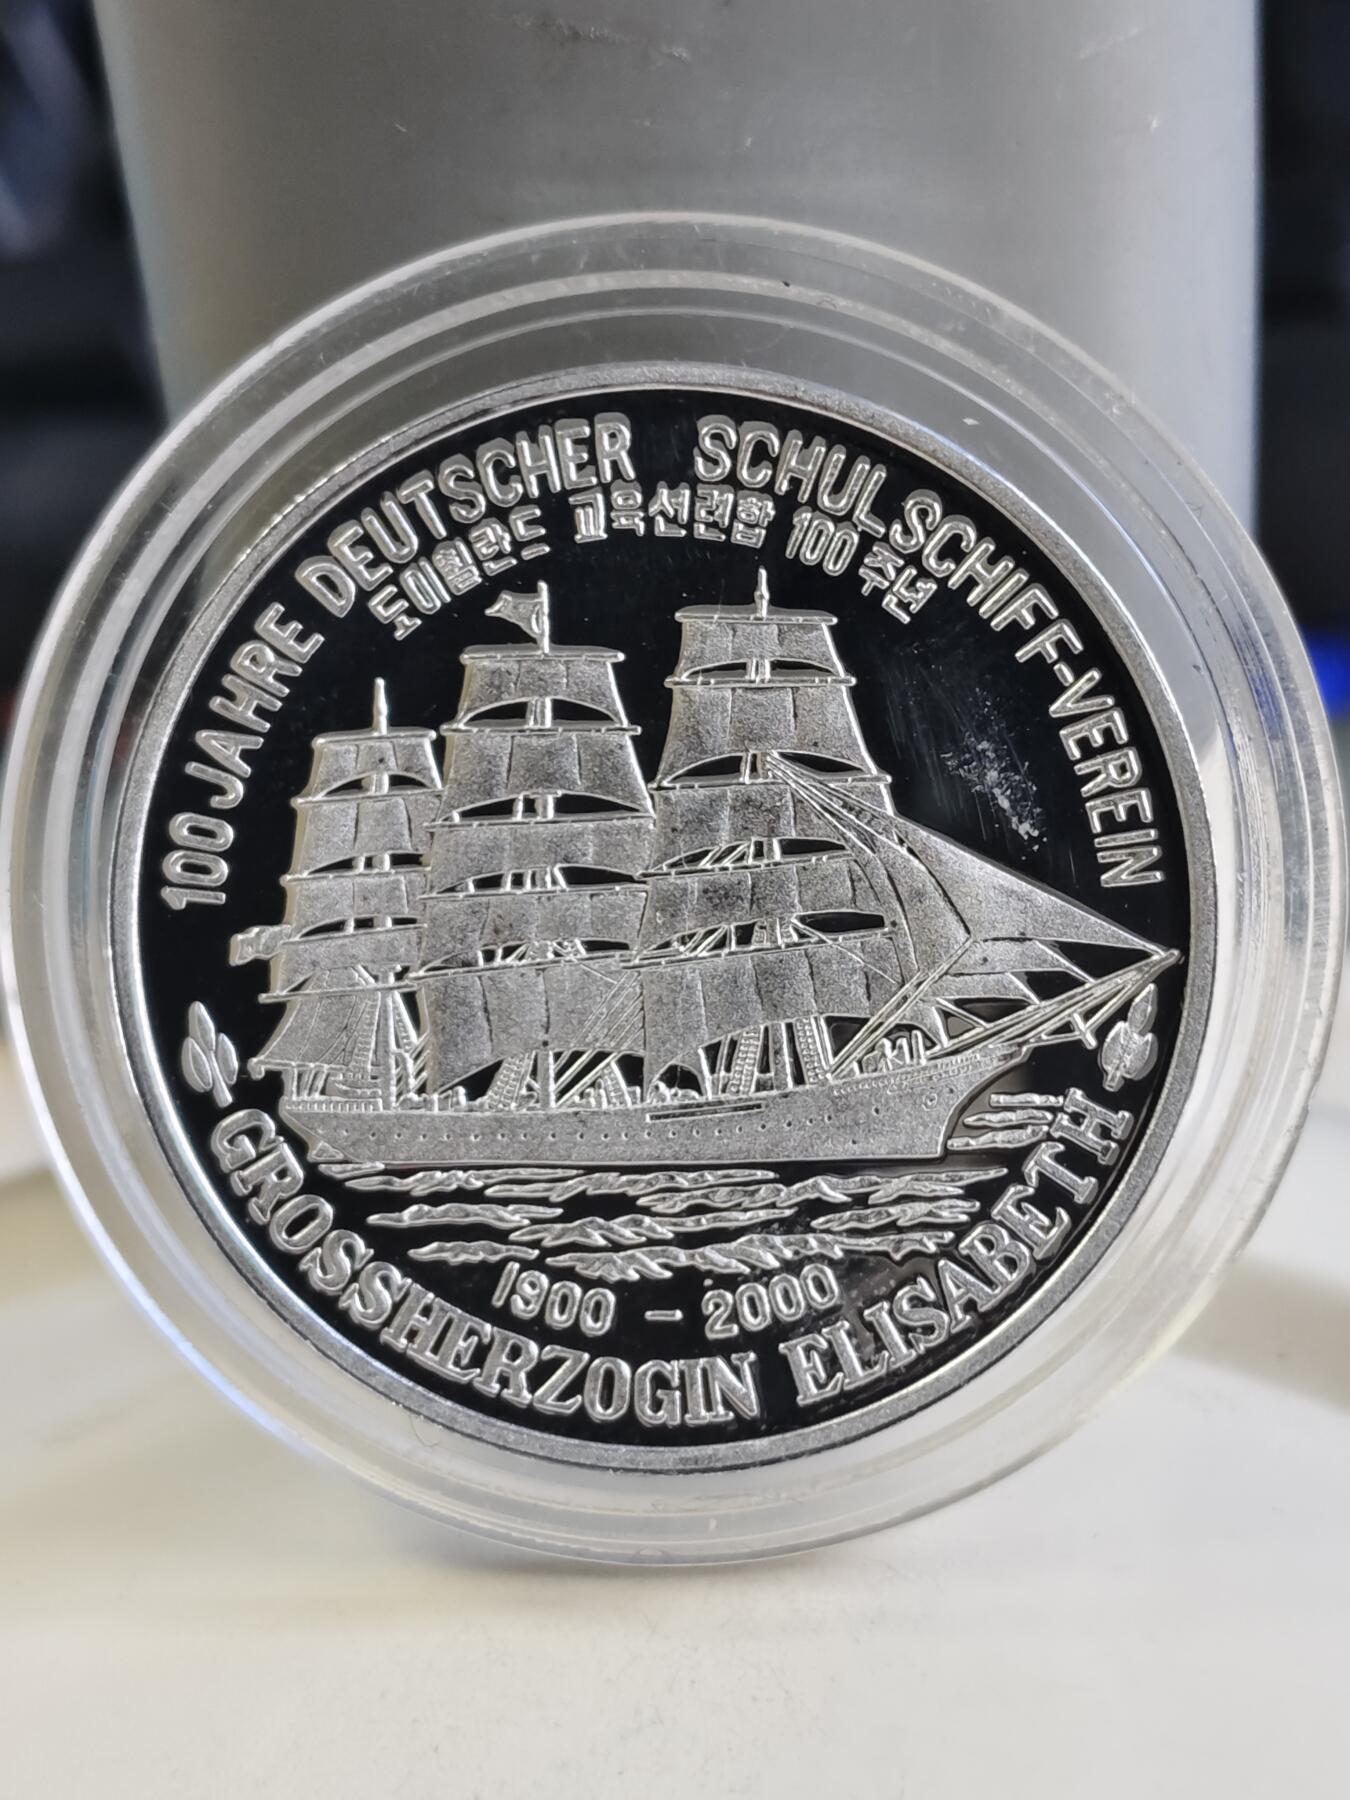 100 JAHRE DEUTSCHER SCHULSCHIFF-VEREIN
도이췰란드 교육선련합 100 주년
1900 - 2000
GROSSHERZOGIN ELISABETH